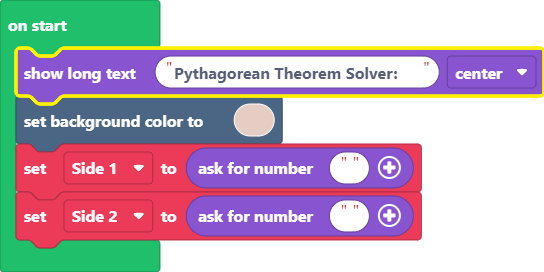 on start
show long text "Pythagorean Theorem Solver: " center
set background color to
set Side 1 to ask for number " "
set Side 2 to ask for number " "